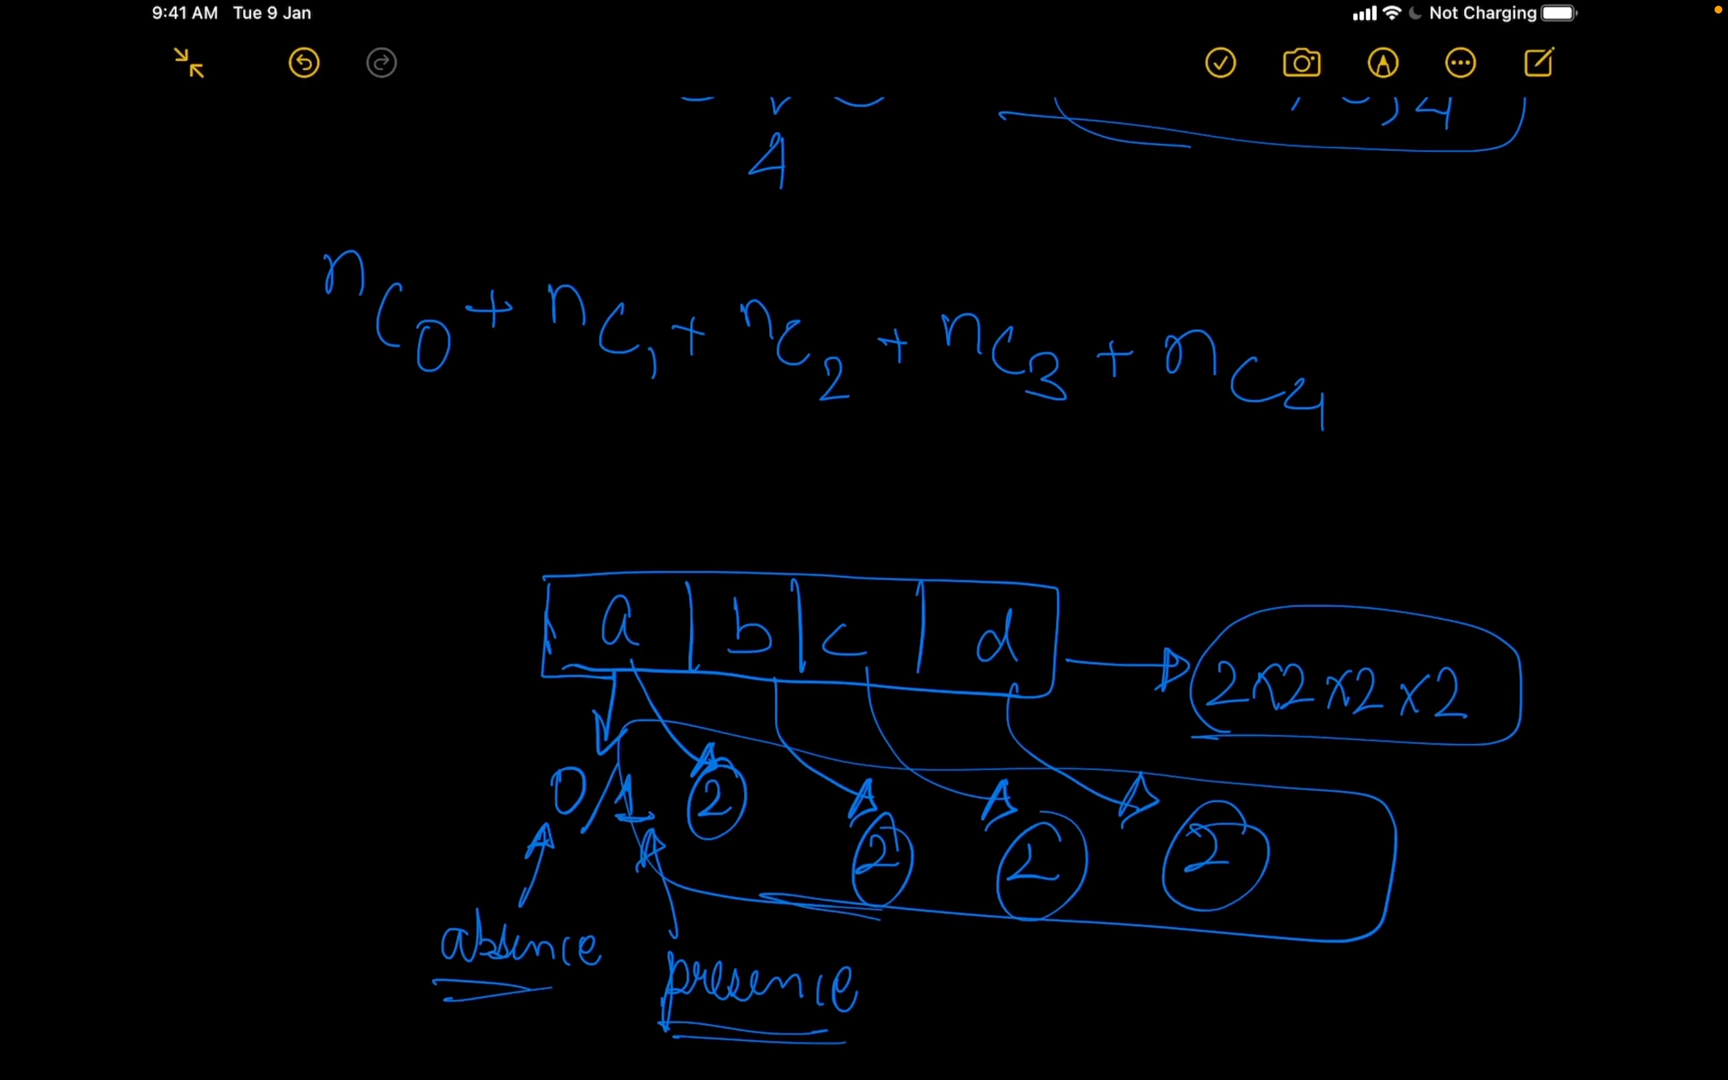 9:41 AM Tue 9 Jan Not Charging
, 4
4
nC0 + nC1 + nC2 + nC3 + nC4
a b c d
2 × 2 × 2 × 2
0 1 2
2 2 2
absence
presence